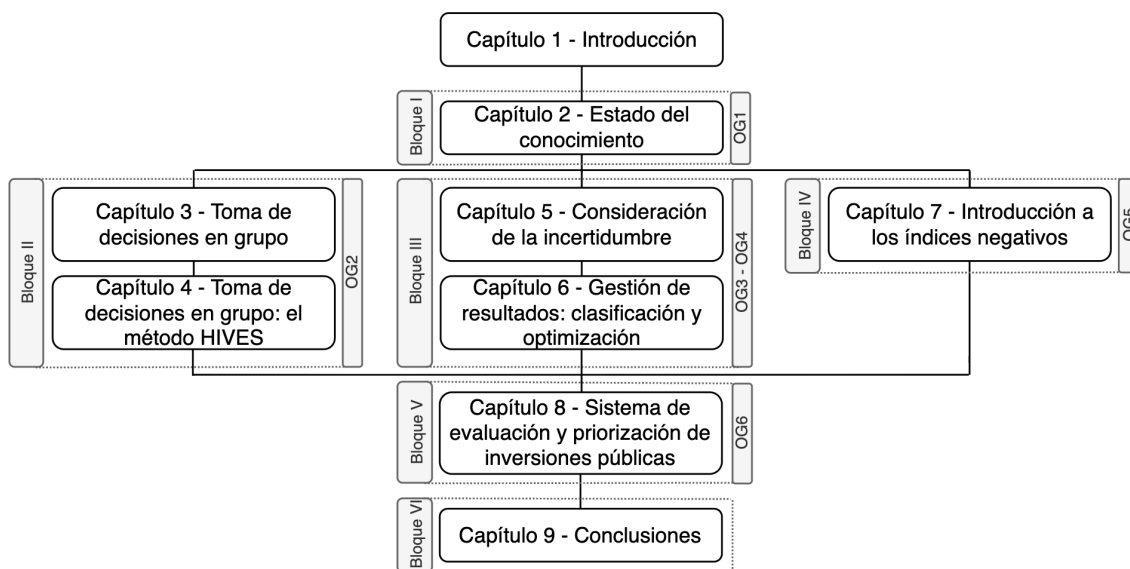 Capítulo 1 - Introducción
Bloque I
Capítulo 2 - Estado del
conocimiento
OG1
Bloque II
Capítulo 3 - Toma de
decisiones en grupo
Capítulo 4 - Toma de
decisiones en grupo: el
método HIVES
OG2
Bloque III
Capítulo 5 - Consideración
de la incertidumbre
Capítulo 6 - Gestión de
resultados: clasificación y
optimización
OG3 - OG4
Bloque IV
Capítulo 7 - Introducción a
los índices negativos
OG5
Bloque V
Capítulo 8 - Sistema de
evaluación y priorización de
inversiones públicas
OG6
Bloque VI
Capítulo 9 - Conclusiones